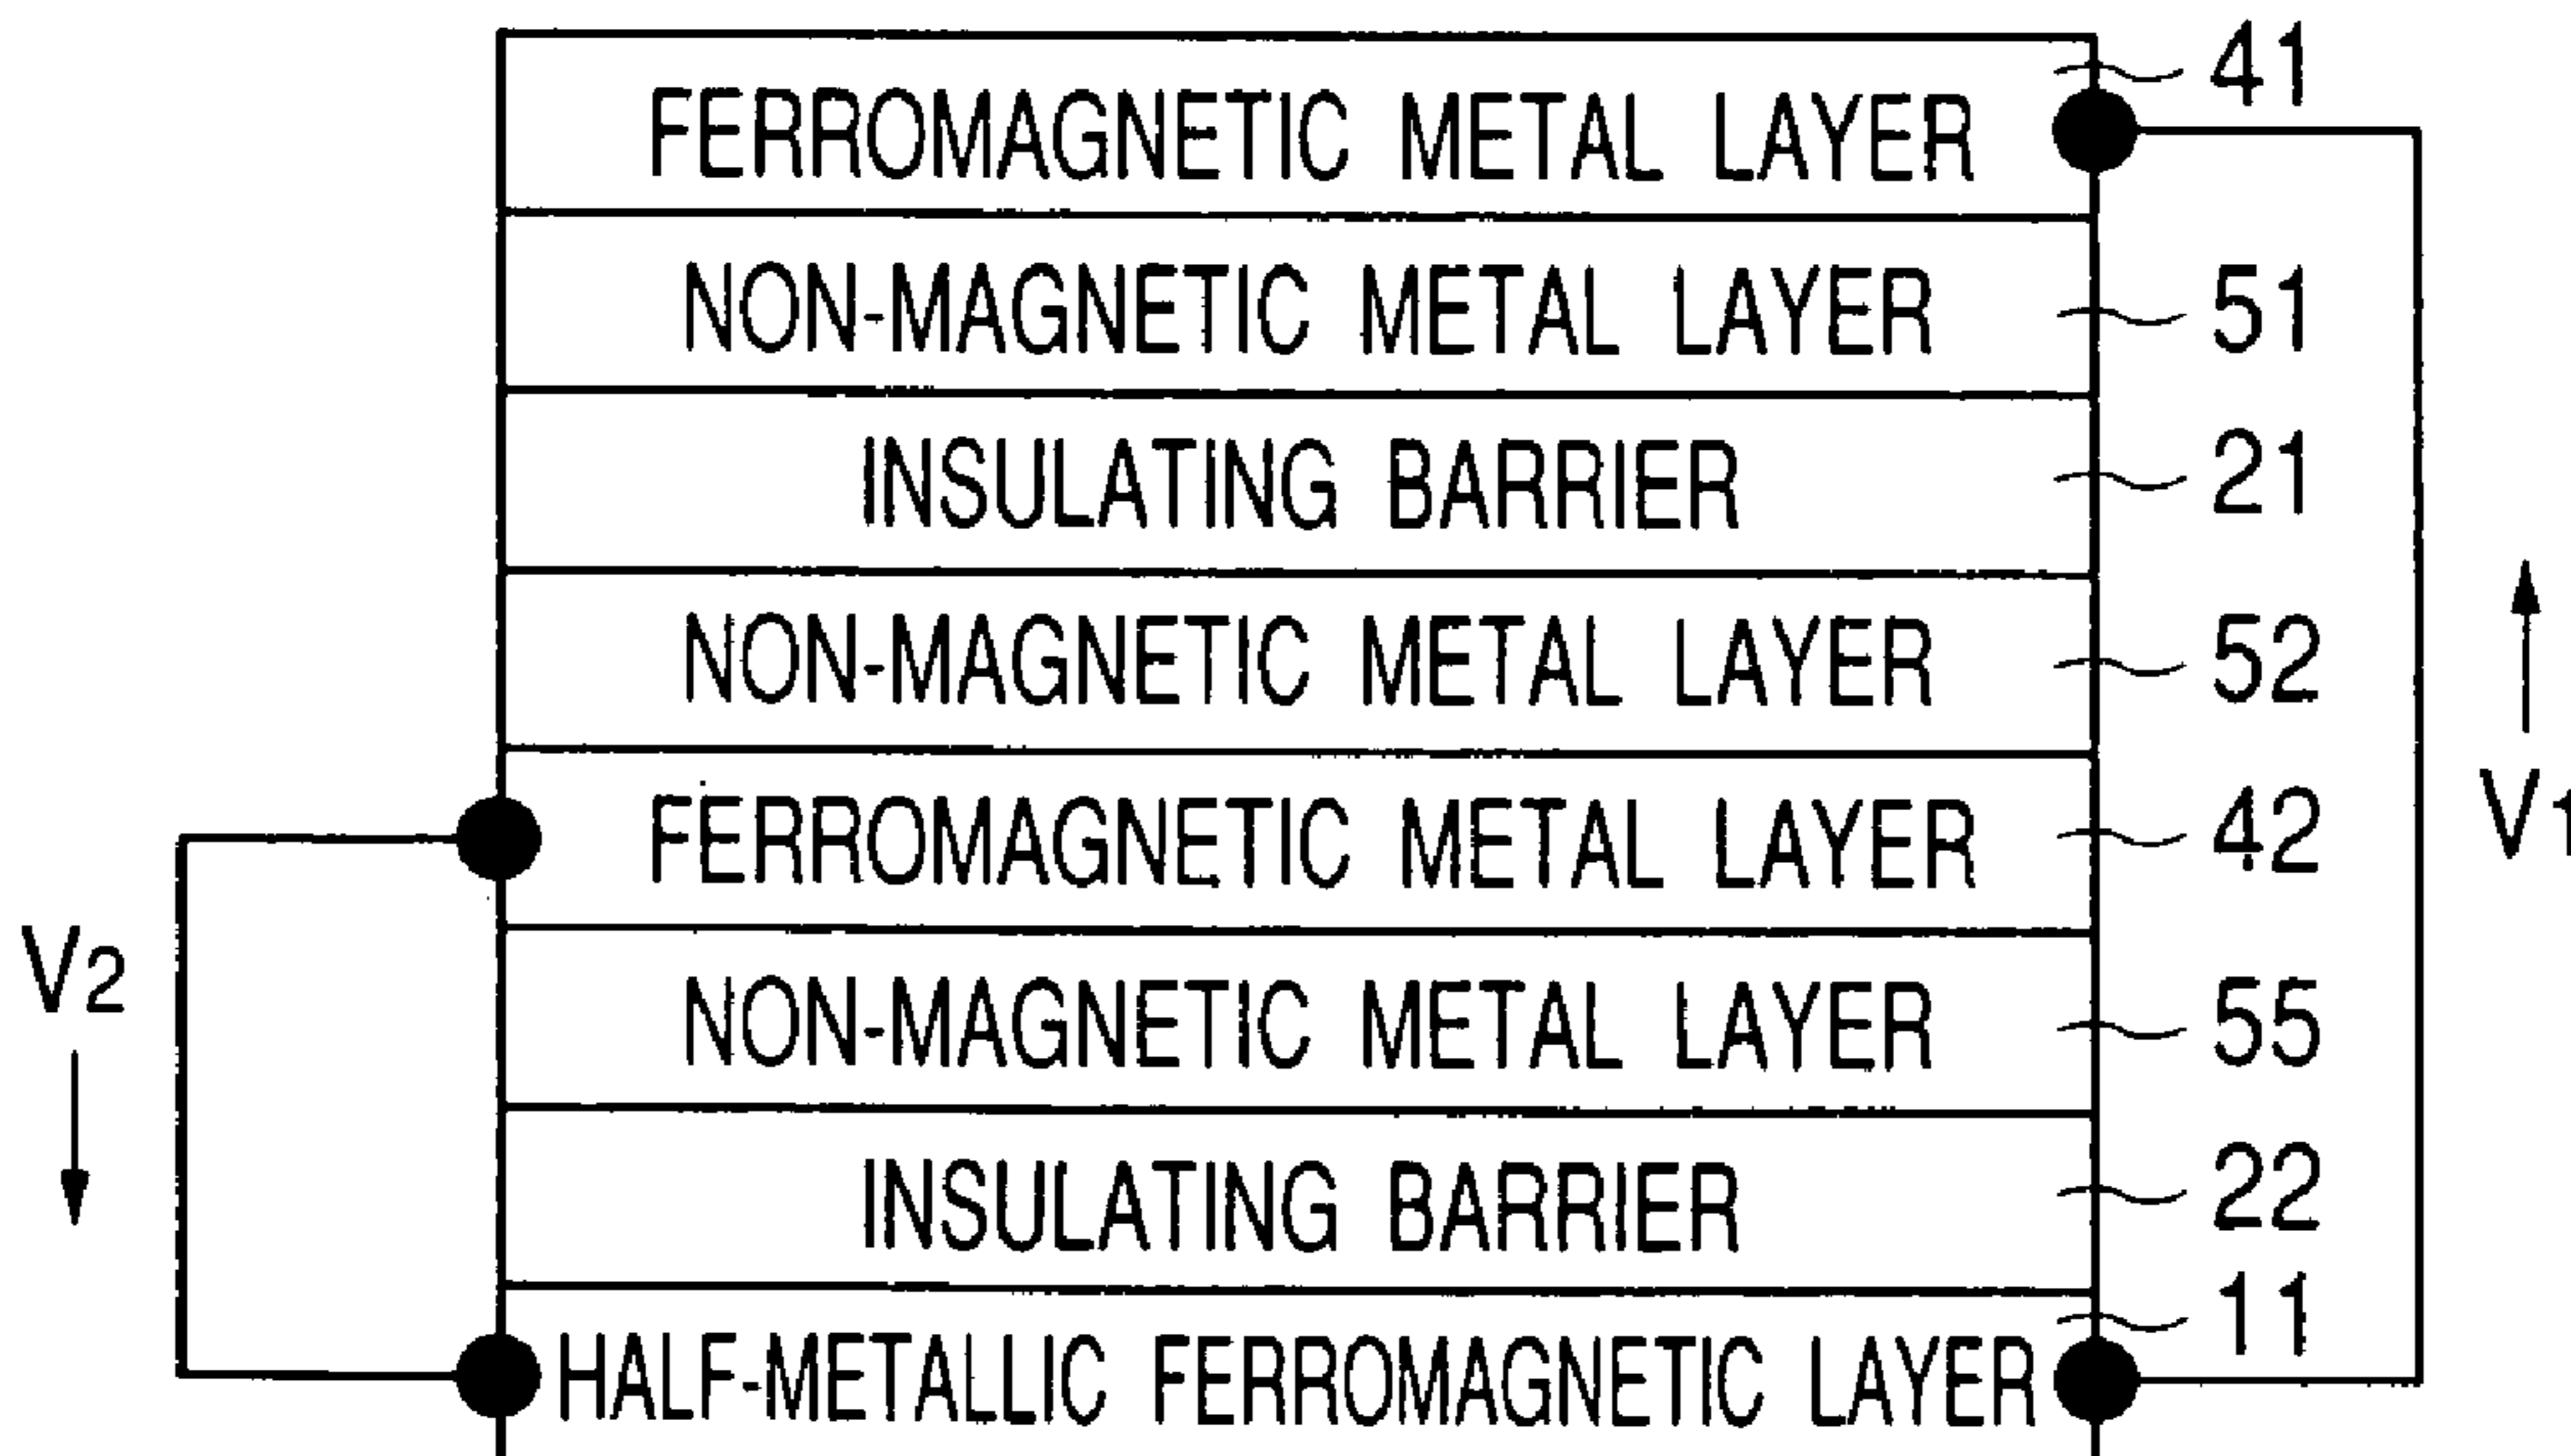 FERROMAGNETIC METAL LAYER 41
NON-MAGNETIC METAL LAYER 51
INSULATING BARRIER 21
NON-MAGNETIC METAL LAYER 52
FERROMAGNETIC METAL LAYER 42
V1
V2
NON-MAGNETIC METAL LAYER 55
INSULATING BARRIER 22
HALF-METALLIC FERROMAGNETIC LAYER 11